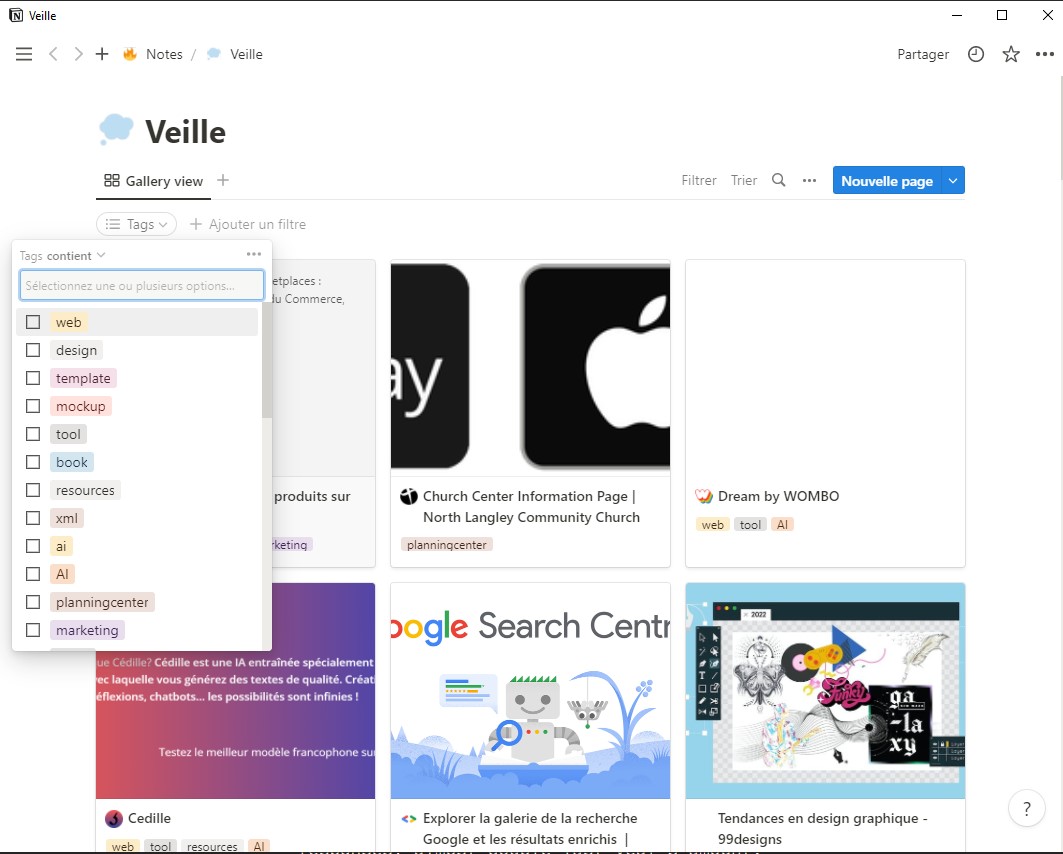 Veille
Notes / Veille
Partager
Veille
Gallery view
Filtrer Trier
Nouvelle page
Tags
Ajouter un filtre
Tags contient
Sélectionnez une ou plusieurs options...
web
design
template
mockup
tool
book
resources
xml
ai
AI
planningcenter
marketing
etplaces :
du Commerce,
produits sur
keting
ay
Church Center Information Page |
North Langley Community Church
planningcenter
Dream by WOMBO
web tool AI
ue Cédille? Cédille est une IA entraînée spécialement
vec laquelle vous générez des textes de qualité. Créati
éflexions, chatbots... les possibilités sont infinies !
Testez le meilleur modèle francophone sur
Cedille
web tool resources AI
oogle Search Centr
Explorer la galerie de la recherche
Google et les résultats enrichis |
2022
Funky
ga
-lax
xy
Tendances en design graphique -
99designs
?